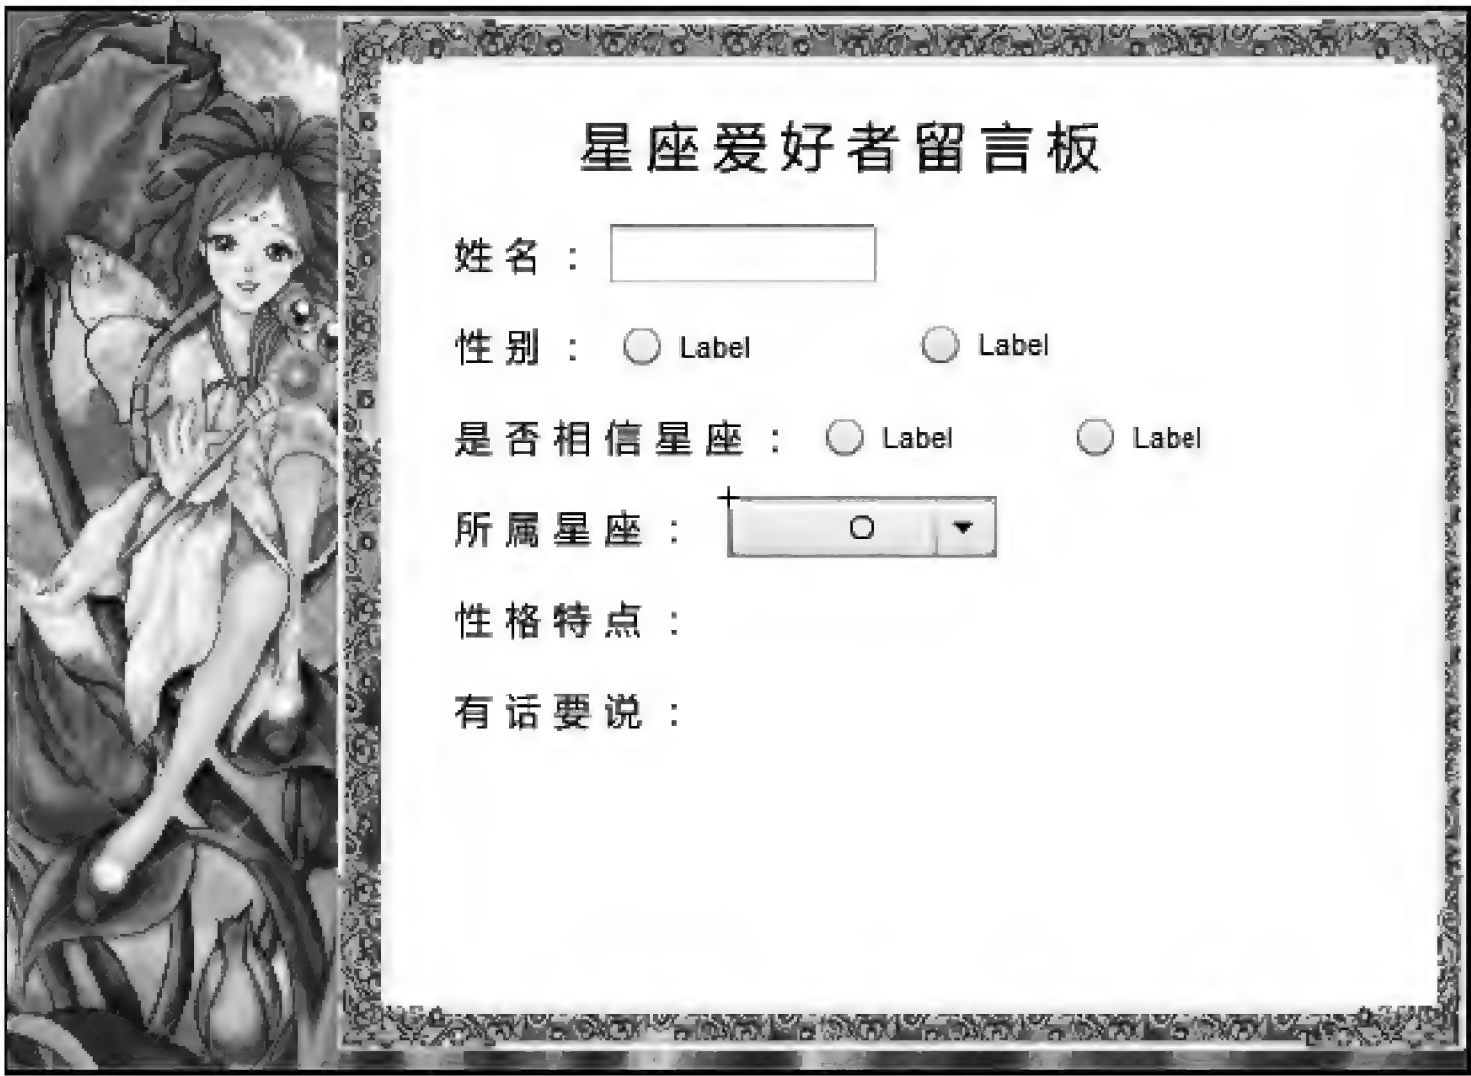 星座爱好者留言板
姓名：
性别： Label Label
是否相信星座： Label Label
所属星座：
性格特点：
有话要说：